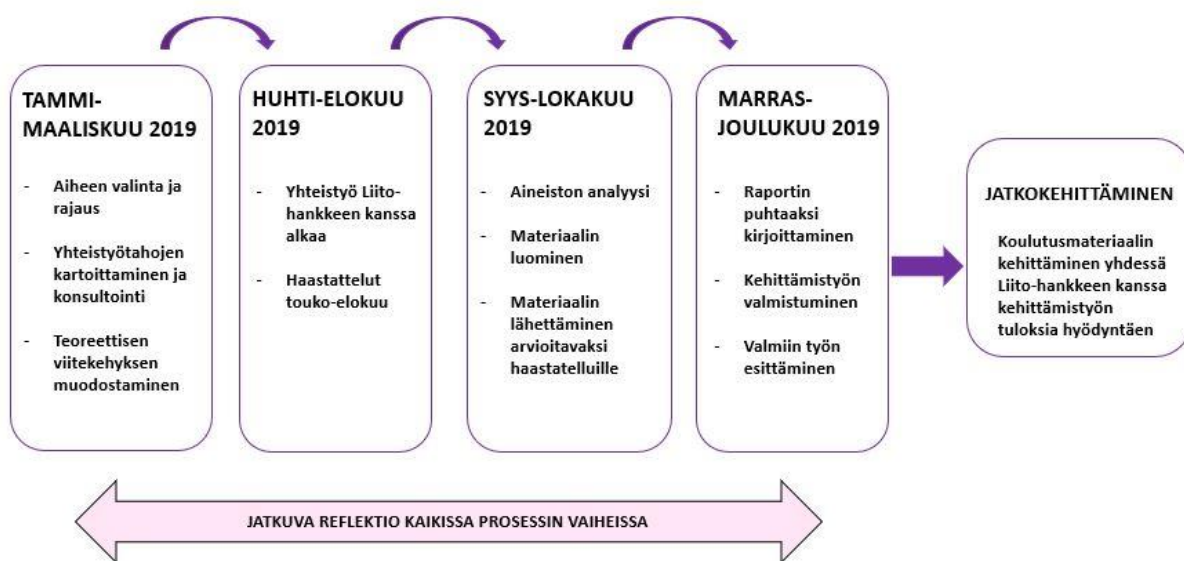 TAMMI-
MAALISKUU 2019
- Aiheen valinta ja
rajaus
- Yhteistyötahojen
kartoittaminen ja
konsultointi
- Teoreettisen
viitekehyksen
muodostaminen
HUHTI-ELOKUU
2019
- Yhteistyö Liito-
hankkeen kanssa
alkaa
- Haastattelut
touko-elokuu
SYYS-LOKAKUU
2019
- Aineiston analyysi
- Materiaalin
luominen
- Materiaalin
lähettäminen
arvioitavaksi
haastatelluille
MARRAS-
JOULUKUU 2019
- Raportin
puhtaaksi
kirjoittaminen
- Kehittämistyön
valmistuminen
- Valmiin työn
esittäminen
JATKOKEHITTÄMINEN
Koulutusmateriaalin
kehittäminen yhdessä
Liito-hankkeen kanssa
kehittämistyön
tuloksia hyödyntäen
JATKUVA REFLEKTIO KAIKISSA PROSESSIN VAIHEISSA